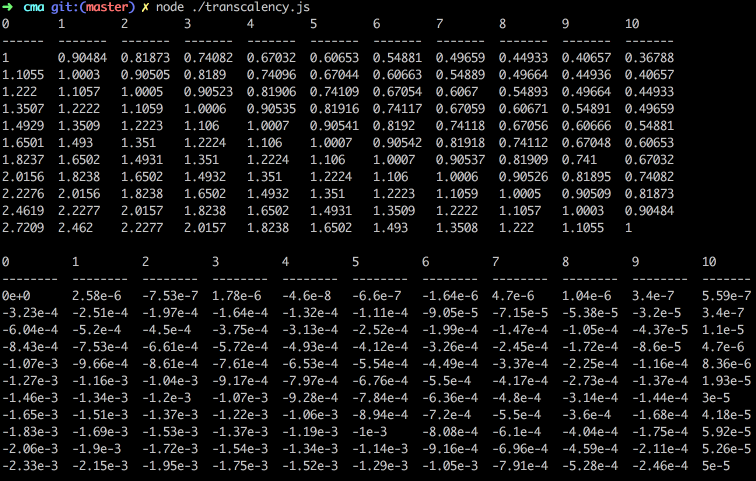 ➜ cma git:(master) ✗ node ./transcalency.js
0 1 2 3 4 5 6 7 8 9 10
------ ------- ------- ------- ------- ------- ------- ------- ------- ------- -------
1 0.90484 0.81873 0.74082 0.67032 0.60653 0.54881 0.49659 0.44933 0.40657 0.36788
1.1055 1.0003 0.90505 0.8189 0.74096 0.67044 0.60663 0.54889 0.49664 0.44936 0.40657
1.222 1.1057 1.0005 0.90523 0.81906 0.74109 0.67054 0.6067 0.54893 0.49664 0.44933
1.3507 1.2222 1.1059 1.0006 0.90535 0.81916 0.74117 0.67059 0.60671 0.54891 0.49659
1.4929 1.3509 1.2223 1.106 1.0007 0.90541 0.8192 0.74118 0.67056 0.60666 0.54881
1.6501 1.493 1.351 1.2224 1.106 1.0007 0.90542 0.81918 0.74112 0.67048 0.60653
1.8237 1.6502 1.4931 1.351 1.2224 1.106 1.0007 0.90537 0.81909 0.741 0.67032
2.0156 1.8238 1.6502 1.4932 1.351 1.2224 1.106 1.0006 0.90526 0.81895 0.74082
2.2276 2.0156 1.8238 1.6502 1.4932 1.351 1.2223 1.1059 1.0005 0.90509 0.81873
2.4619 2.2277 2.0157 1.8238 1.6502 1.4931 1.3509 1.2222 1.1057 1.0003 0.90484
2.7209 2.462 2.2277 2.0157 1.8238 1.6502 1.493 1.3508 1.222 1.1055 1
0 1 2 3 4 5 6 7 8 9 10
-------- -------- -------- -------- -------- -------- -------- -------- -------- -------- -------
0e+0 2.58e-6 -7.53e-7 1.78e-6 -4.6e-8 -6.6e-7 -1.64e-6 4.7e-6 1.04e-6 3.4e-7 5.59e-7
-3.23e-4 -2.51e-4 -1.97e-4 -1.64e-4 -1.32e-4 -1.11e-4 -9.05e-5 -7.15e-5 -5.38e-5 -3.2e-5 3.4e-7
-6.04e-4 -5.2e-4 -4.5e-4 -3.75e-4 -3.13e-4 -2.52e-4 -1.99e-4 -1.47e-4 -1.05e-4 -4.37e-5 1.1e-5
-8.43e-4 -7.53e-4 -6.61e-4 -5.72e-4 -4.93e-4 -4.12e-4 -3.26e-4 -2.45e-4 -1.72e-4 -8.6e-5 4.7e-6
-1.07e-3 -9.66e-4 -8.61e-4 -7.61e-4 -6.53e-4 -5.54e-4 -4.49e-4 -3.37e-4 -2.25e-4 -1.16e-4 8.36e-6
-1.27e-3 -1.16e-3 -1.04e-3 -9.17e-4 -7.97e-4 -6.76e-4 -5.5e-4 -4.17e-4 -2.73e-4 -1.37e-4 1.93e-5
-1.46e-3 -1.34e-3 -1.2e-3 -1.07e-3 -9.28e-4 -7.84e-4 -6.36e-4 -4.8e-4 -3.14e-4 -1.44e-4 3e-5
-1.65e-3 -1.51e-3 -1.37e-3 -1.22e-3 -1.06e-3 -8.94e-4 -7.2e-4 -5.5e-4 -3.6e-4 -1.68e-4 4.18e-5
-1.83e-3 -1.69e-3 -1.53e-3 -1.37e-3 -1.19e-3 -1e-3 -8.08e-4 -6.1e-4 -4.04e-4 -1.75e-4 5.92e-5
-2.06e-3 -1.9e-3 -1.72e-3 -1.54e-3 -1.34e-3 -1.14e-3 -9.16e-4 -6.96e-4 -4.59e-4 -2.11e-4 5.26e-5
-2.33e-3 -2.15e-3 -1.95e-3 -1.75e-3 -1.52e-3 -1.29e-3 -1.05e-3 -7.91e-4 -5.28e-4 -2.46e-4 5e-5